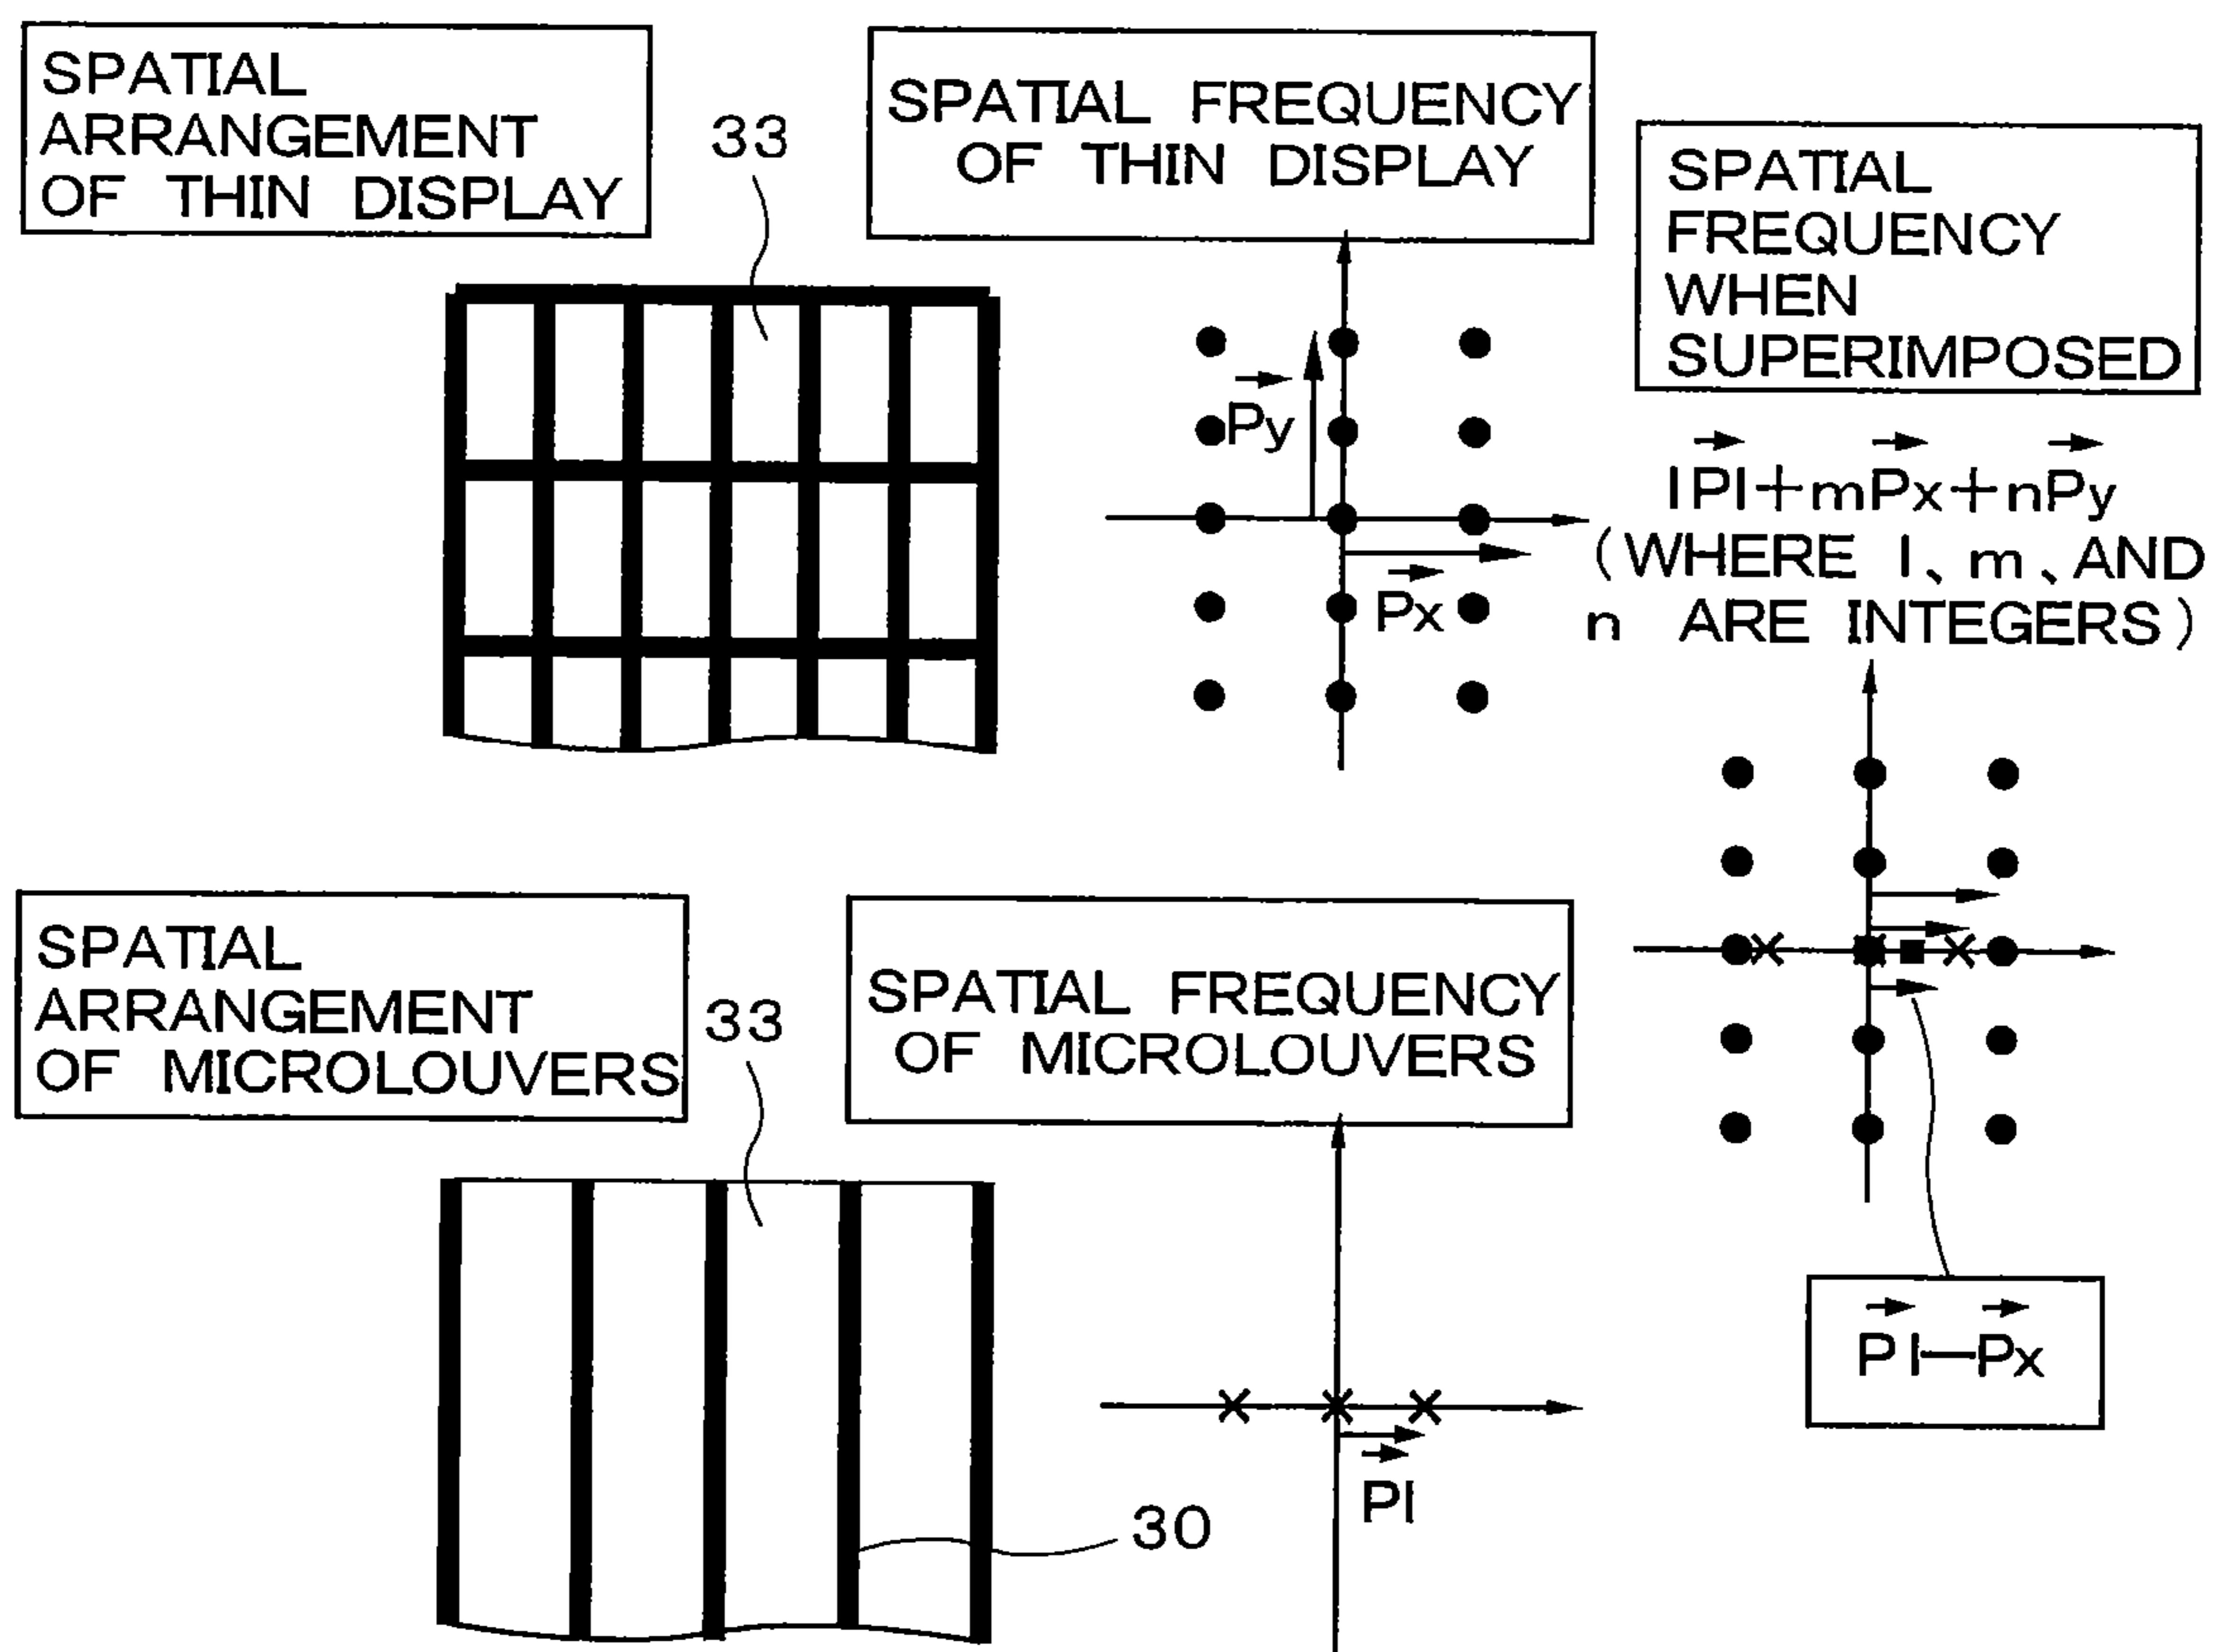 SPATIAL
ARRANGEMENT
OF THIN DISPLAY
33
SPATIAL FREQUENCY
OF THIN DISPLAY
Py
Px
SPATIAL
FREQUENCY
WHEN
SUPERIMPOSED
lPl+mPx+nPy
(WHERE l、m、AND
n ARE INTEGERS)
SPATIAL
ARRANGEMENT
OF MICROLOUVERS
33
30
SPATIAL FREQUENCY
OF MICROLOUVERS
Pl
Pl—Px